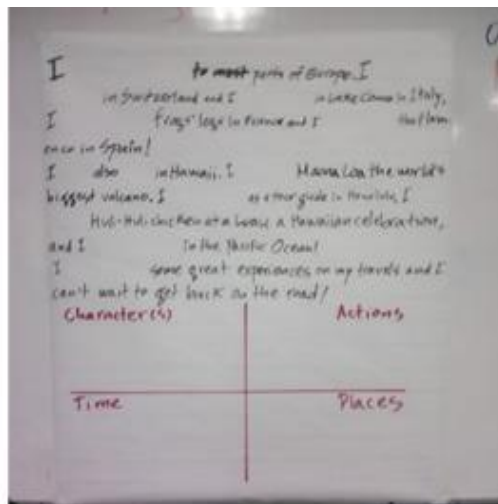 I to most parts of Europe. I
in Switzerland and I in Lake Como in Italy,
I frogs' legs in France and I the flam
enco in Spain!
I also in Hawaii. I Mauna Loa the world's
biggest volcano. I as a tour guide in Honolulu, I
Huli-Huli chicken at a luau, a Hawaiian celebration,
and I in the Pacific Ocean!
I some great experiences on my travels and I
can't wait to get back on the road!
Character(s) Actions
Time Places